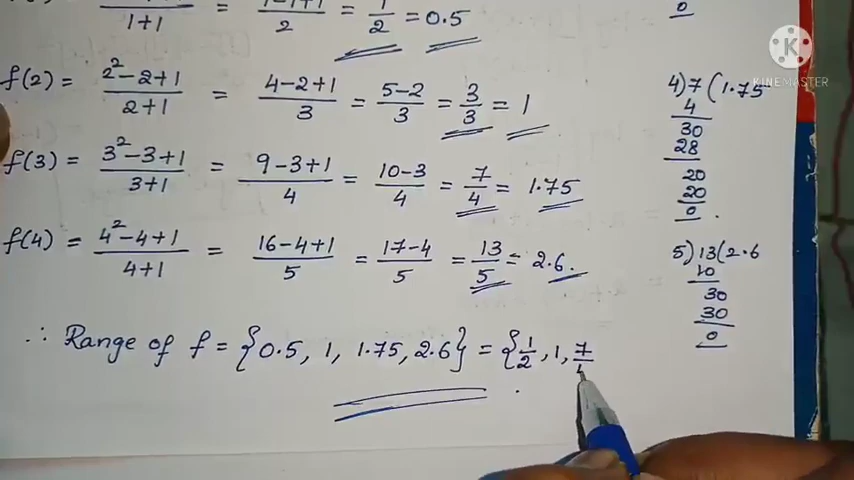 1+1 = 2 = 1/2 = 0.5
f(2) = 2²-2+1/2+1 = 4-2+1/3 = 5-2/3 = 3/3 = 1
f(3) = 3²-3+1/3+1 = 9-3+1/4 = 10-3/4 = 7/4 = 1.75
f(4) = 4²-4+1/4+1 = 16-4+1/5 = 17-4/5 = 13/5 = 2.6.
∴ Range of f = {0.5, 1, 1.75, 2.6} = {1/2, 1, 7/4
0
4)7(1.75
4
30
28
20
20
0
5)13(2.6
10
30
30
0
KINEMASTER